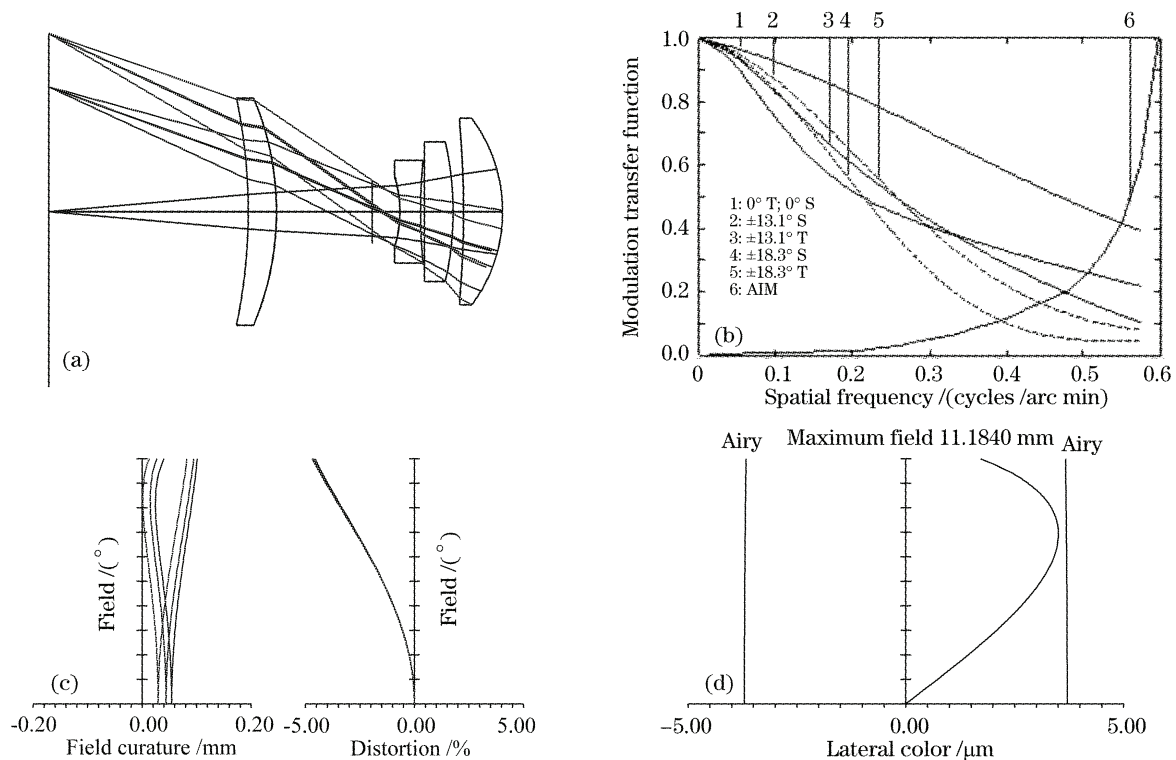 (a)
1 2 3 4 5 6
Modulation transfer function
1.0
0.8
0.6
0.4
0.2
0.0
1: 0° T; 0° S
2: ±13.1° S
3: ±13.1° T
4: ±18.3° S
5: ±18.3° T
6: AIM
(b)
0 0.1 0.2 0.3 0.4 0.5 0.6
Spatial frequency /(cycles /arc min)
Field /(°)
(c)
-0.20 0.00 0.20
Field curature /mm
Field /(°)
-5.00 0.00 5.00
Distortion /%
Airy Maximum field 11.1840 mm Airy
(d)
-5.00 0.00 5.00
Lateral color /μm